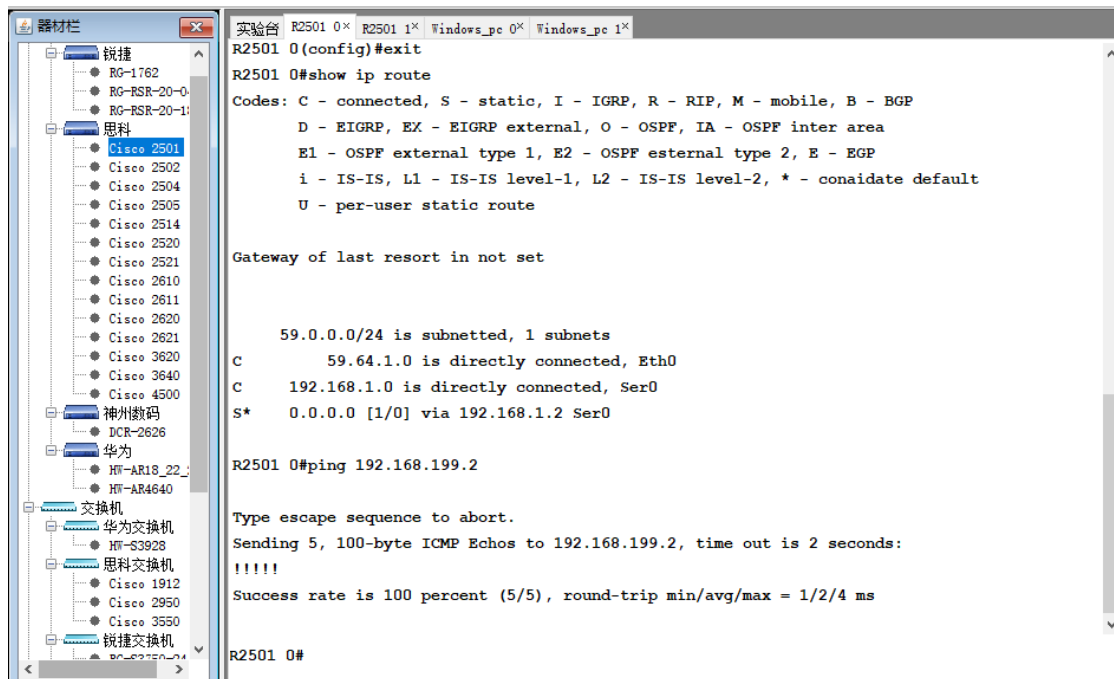 器材栏
锐捷
RG-1762
RG-RSR-20-0
RG-RSR-20-1
思科
Cisco 2501
Cisco 2502
Cisco 2504
Cisco 2505
Cisco 2514
Cisco 2520
Cisco 2521
Cisco 2610
Cisco 2611
Cisco 2620
Cisco 2621
Cisco 3620
Cisco 3640
Cisco 4500
神州数码
DCR-2626
华为
HW-AR18_22_
HW-AR4640
交换机
华为交换机
HW-S3928
思科交换机
Cisco 1912
Cisco 2950
Cisco 3550
锐捷交换机
实验台 R2501 0× R2501 1× Windows_pc 0× Windows_pc 1×
R2501 0(config)#exit
R2501 0#show ip route
Codes: C - connected, S - static, I - IGRP, R - RIP, M - mobile, B - BGP
D - EIGRP, EX - EIGRP external, O - OSPF, IA - OSPF inter area
E1 - OSPF external type 1, E2 - OSPF esternal type 2, E - EGP
i - IS-IS, L1 - IS-IS level-1, L2 - IS-IS level-2, * - conaidate default
U - per-user static route
Gateway of last resort in not set
59.0.0.0/24 is subnetted, 1 subnets
C 59.64.1.0 is directly connected, Eth0
C 192.168.1.0 is directly connected, Ser0
S* 0.0.0.0 [1/0] via 192.168.1.2 Ser0
R2501 0#ping 192.168.199.2
Type escape sequence to abort.
Sending 5, 100-byte ICMP Echos to 192.168.199.2, time out is 2 seconds:
!!!!!
Success rate is 100 percent (5/5), round-trip min/avg/max = 1/2/4 ms
R2501 0#